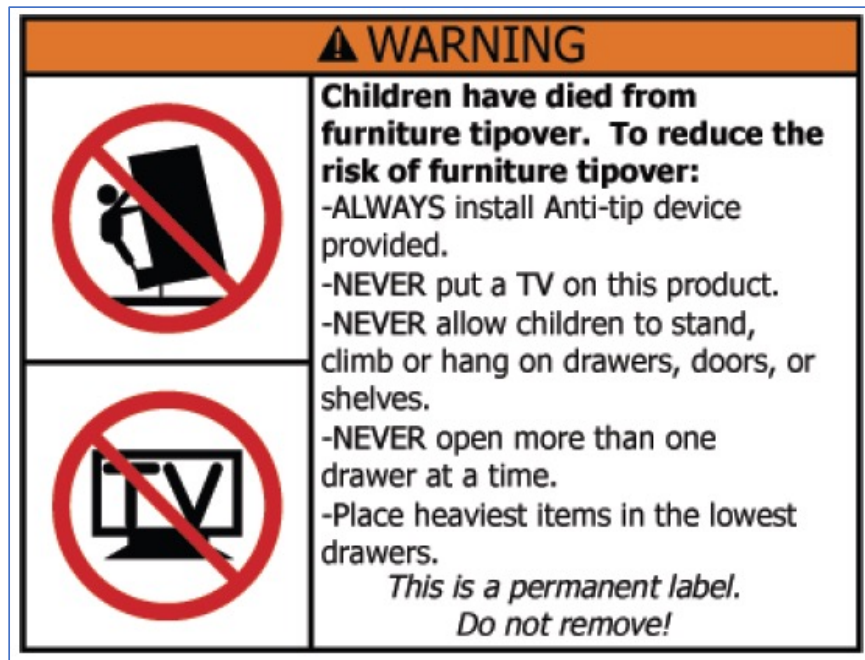 ⚠ WARNING
Children have died from
furniture tipover.  To reduce the
risk of furniture tipover:
-ALWAYS install Anti-tip device
provided.
-NEVER put a TV on this product.
-NEVER allow children to stand,
climb or hang on drawers, doors, or
shelves.
-NEVER open more than one
drawer at a time.
-Place heaviest items in the lowest
drawers.
This is a permanent label.
Do not remove!
TV